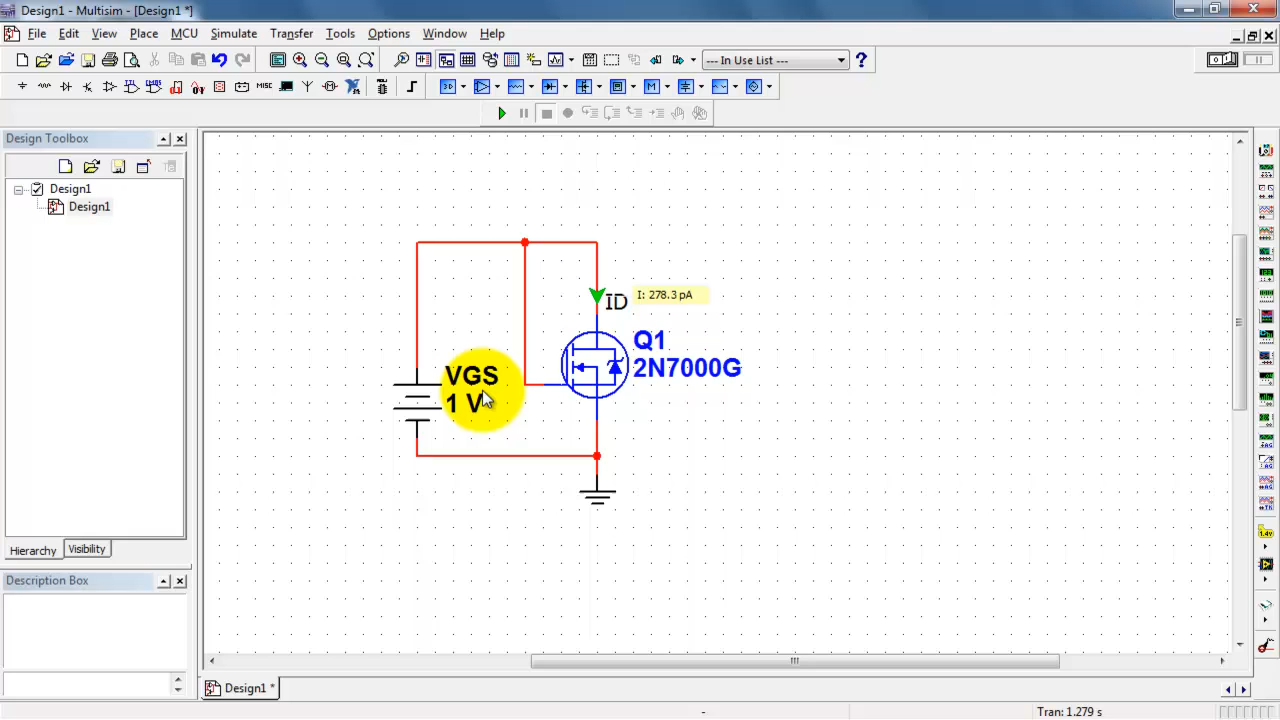 Design1 - Multisim - [Design1 *]
File Edit View Place MCU Simulate Transfer Tools Options Window Help
--- In Use List ---
Design Toolbox
Design1
Design1
ID
I: 278.3 pA
Q1
2N7000G
VGS
1 V
Hierarchy Visibility
Description Box
Design1 *
- Tran: 1.279 s